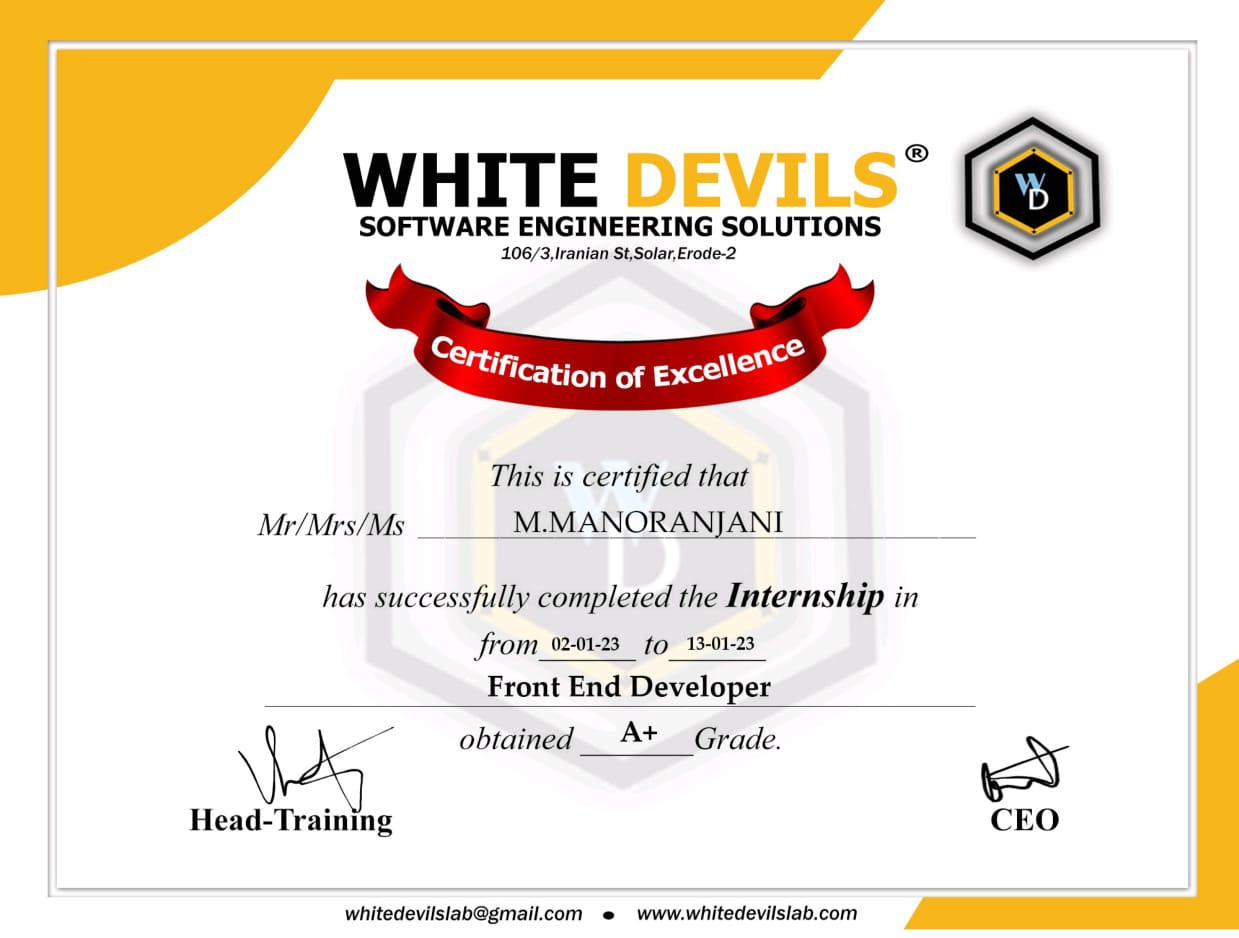 WHITE DEVILS®
SOFTWARE ENGINEERING SOLUTIONS
106/3,Iranian St,Solar,Erode-2
WD
Certification of Excellence
This is certified that
Mr/Mrs/Ms M.MANORANJANI
has successfully completed the Internship in
from 02-01-23 to 13-01-23
Front End Developer
obtained A+ Grade.
Head-Training
CEO
whitedevilslab@gmail.com • www.whitedevilslab.com